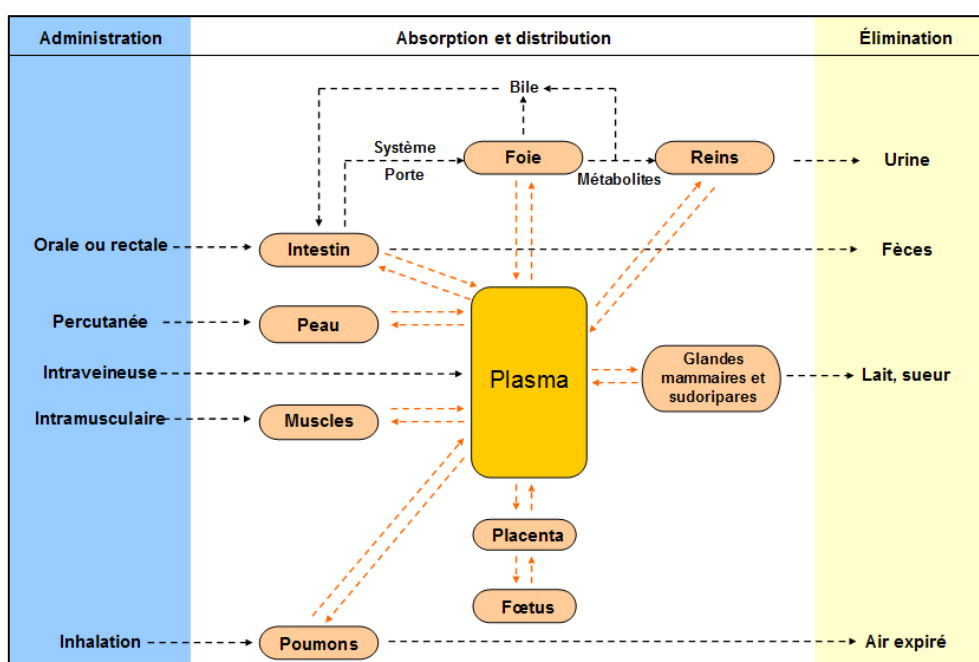 Administration
Absorption et distribution
Élimination
Bile
Système
Porte
Foie
Métabolites
Reins
Urine
Orale ou rectale
Intestin
Fèces
Percutanée
Peau
Intraveineuse
Plasma
Glandes
mammaires et
sudoripares
Lait, sueur
Intramusculaire
Muscles
Placenta
Fœtus
Inhalation
Poumons
Air expiré